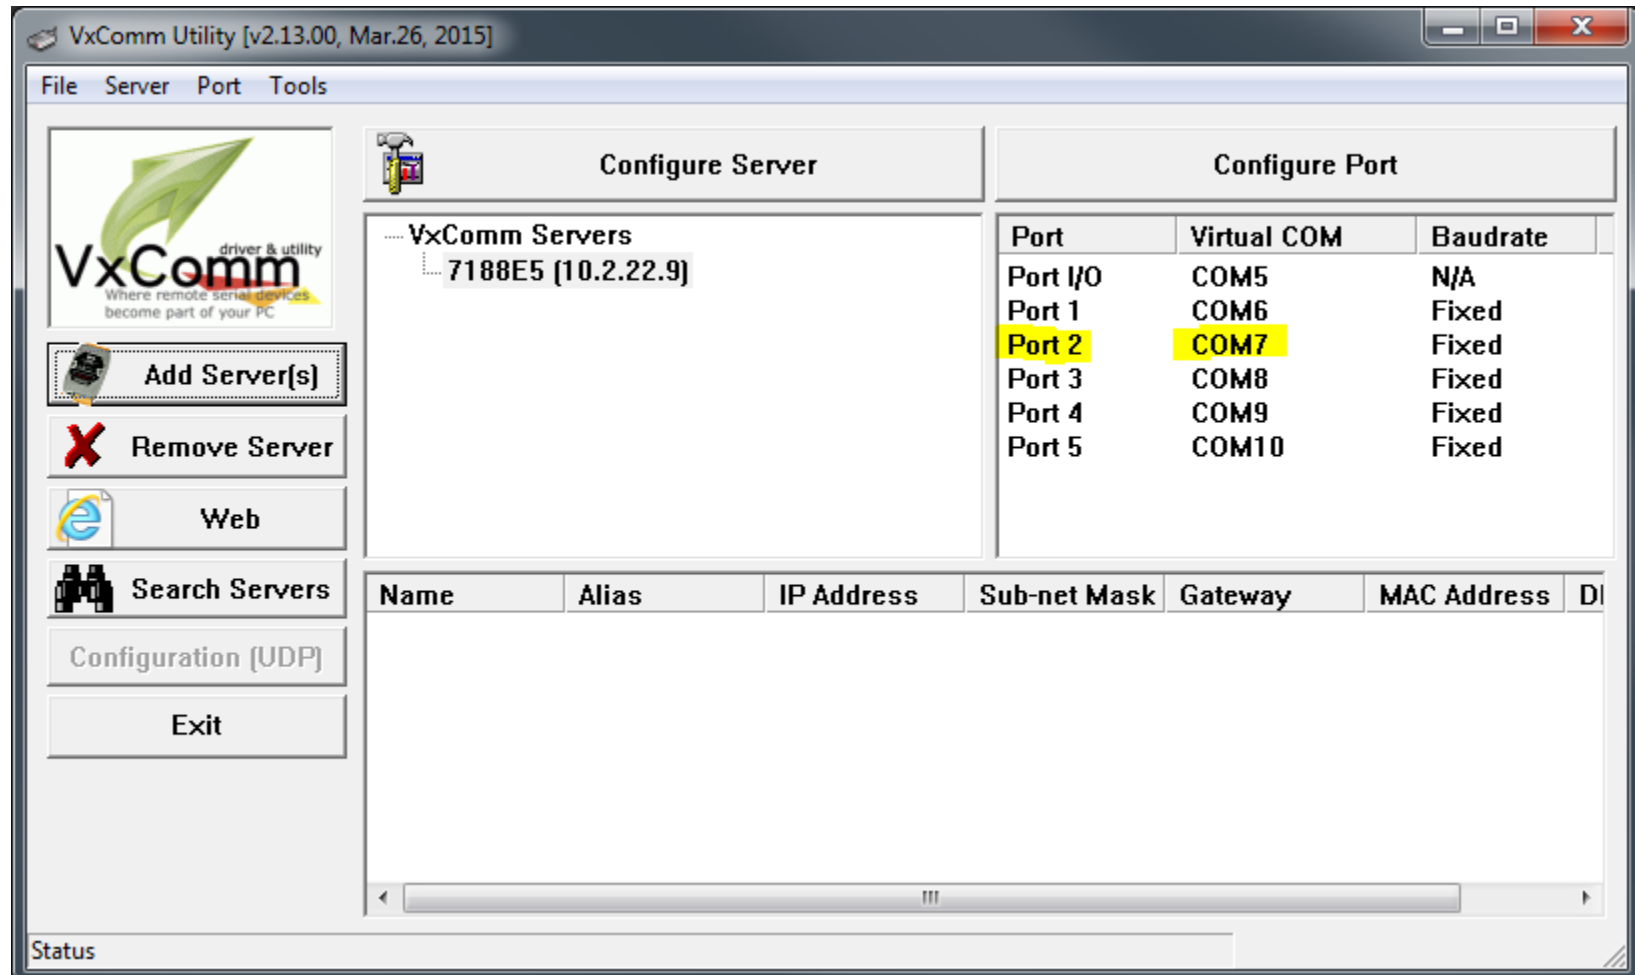 VxComm Utility [v2.13.00, Mar.26, 2015]
File Server Port Tools
VxComm
driver & utility
Where remote serial devices
become part of your PC
Add Server(s)
Remove Server
Web
Search Servers
Configuration (UDP)
Exit
Configure Server
VxComm Servers
7188E5 (10.2.22.9)
Configure Port
Port Virtual COM Baudrate
Port I/O COM5 N/A
Port 1 COM6 Fixed
Port 2 COM7 Fixed
Port 3 COM8 Fixed
Port 4 COM9 Fixed
Port 5 COM10 Fixed
Name Alias IP Address Sub-net Mask Gateway MAC Address
Status